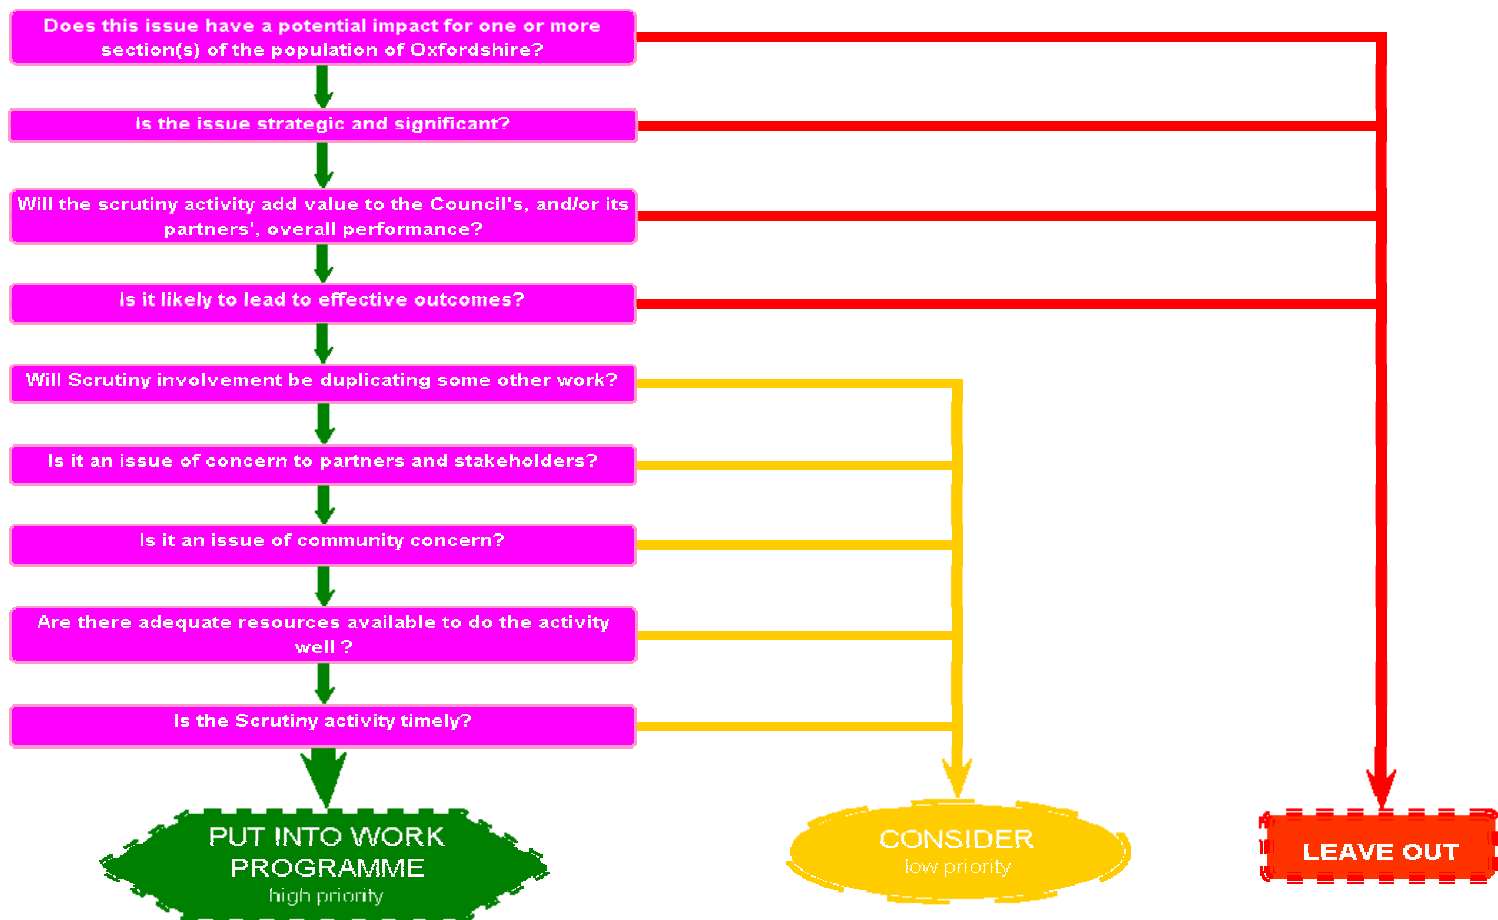 Does this issue have a potential impact for one or more
section(s) of the population of Oxfordshire?
Is the issue strategic and significant?
Will the scrutiny activity add value to the Council's, and/or its
partners', overall performance?
Is it likely to lead to effective outcomes?
Will Scrutiny involvement be duplicating some other work?
Is it an issue of concern to partners and stakeholders?
Is it an issue of community concern?
Are there adequate resources available to do the activity
well ?
Is the Scrutiny activity timely?
PUT INTO WORK
PROGRAMME
high priority
CONSIDER
low priority
LEAVE OUT